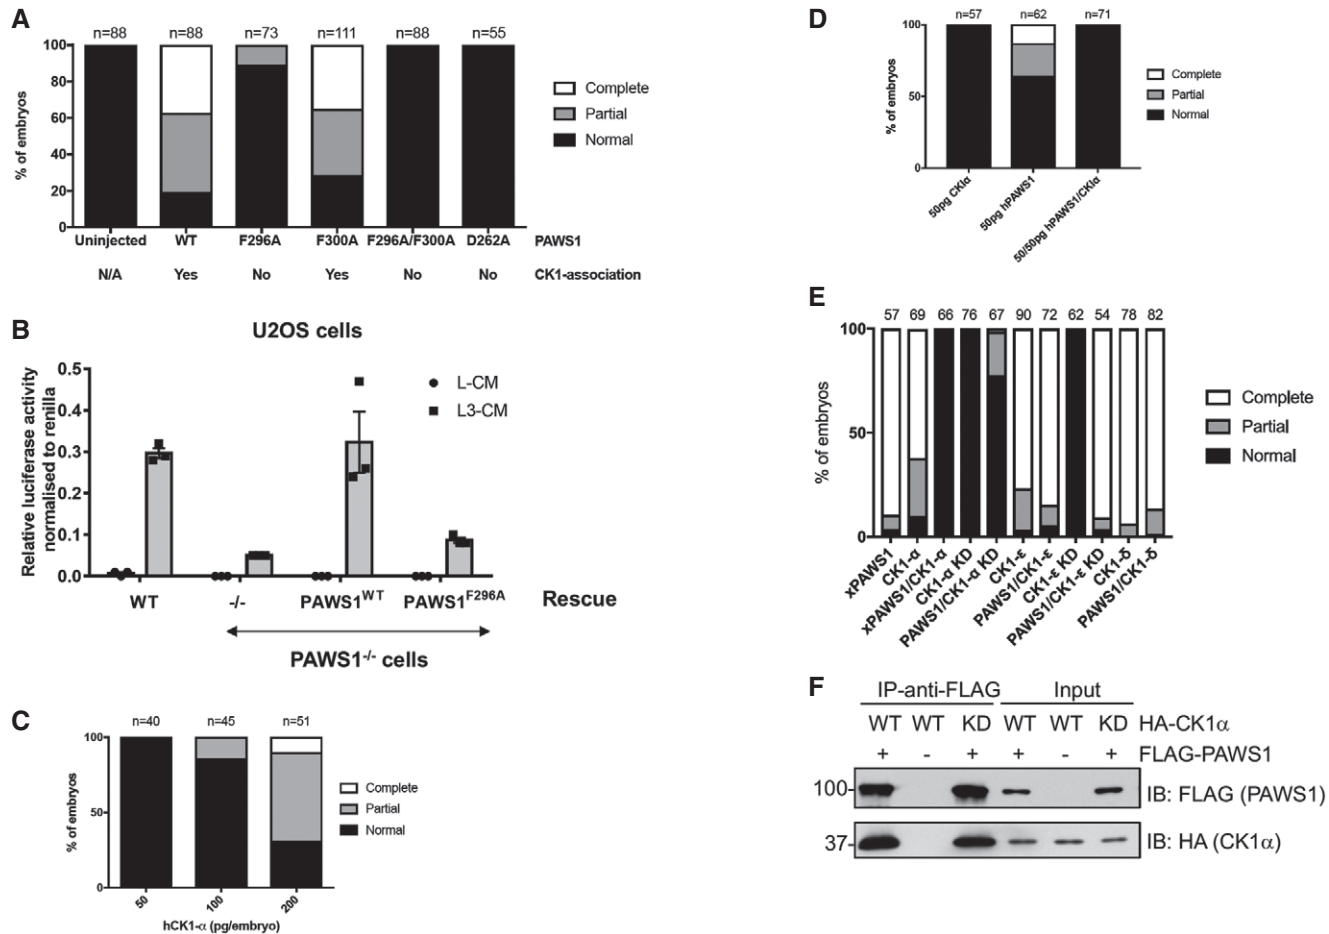 A
n=88 n=88 n=73 n=111 n=88 n=55
% of embryos
100
80
60
40
20
0
Complete
Partial
Normal
Uninjected WT F296A F300A F296A/F300A D262A PAWS1
N/A Yes No Yes No No CK1-association
B
U2OS cells
Relative luciferase activity
normalised to renilla
0.5
0.4
0.3
0.2
0.1
0.0
L-CM
L3-CM
WT -/- PAWS1WT PAWS1F296A Rescue
PAWS1-/- cells
C
n=40 n=45 n=51
% of embryos
100
50
0
Complete
Partial
Normal
50 100 200
hCK1-α (pg/embryo)
D
n=57 n=62 n=71
% of embryos
100
50
0
Complete
Partial
Normal
50pg CKIα
50pg hPAWS1
50/50pg hPAWS1/CKIα
E
57 69 66 76 67 90 72 62 54 78 82
% of embryos
100
50
0
Complete
Partial
Normal
xPAWS1
CK1-α
xPAWS1/CK1-α
CK1-α KD
PAWS1/CK1-α KD
CK1-ε
PAWS1/CK1-ε
CK1-ε KD
PAWS1/CK1-ε KD
CK1-δ
PAWS1/CK1-δ
F
IP-anti-FLAG Input
WT WT KD WT WT KD HA-CK1α
+ - + + - + FLAG-PAWS1
100 IB: FLAG (PAWS1)
37 IB: HA (CK1α)